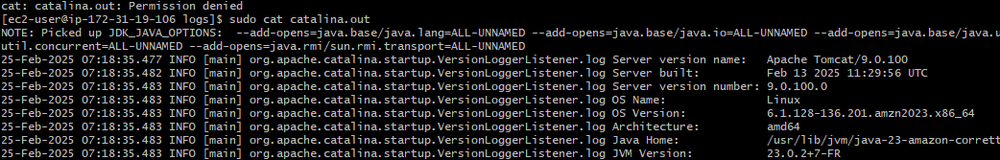 cat: catalina.out: Permission denied
[ec2-user@ip-172-31-19-106 logs]$ sudo cat catalina.out
NOTE: Picked up JDK_JAVA_OPTIONS:  --add-opens=java.base/java.lang=ALL-UNNAMED --add-opens=java.base/java.io=ALL-UNNAMED --add-opens=java.base/java.u
util.concurrent=ALL-UNNAMED --add-opens=java.rmi/sun.rmi.transport=ALL-UNNAMED
25-Feb-2025 07:18:35.477 INFO [main] org.apache.catalina.startup.VersionLoggerListener.log Server version name:   Apache Tomcat/9.0.100
25-Feb-2025 07:18:35.482 INFO [main] org.apache.catalina.startup.VersionLoggerListener.log Server built:          Feb 13 2025 11:29:56 UTC
25-Feb-2025 07:18:35.483 INFO [main] org.apache.catalina.startup.VersionLoggerListener.log Server version number: 9.0.100.0
25-Feb-2025 07:18:35.483 INFO [main] org.apache.catalina.startup.VersionLoggerListener.log OS Name:               Linux
25-Feb-2025 07:18:35.483 INFO [main] org.apache.catalina.startup.VersionLoggerListener.log OS Version:            6.1.128-136.201.amzn2023.x86_64
25-Feb-2025 07:18:35.483 INFO [main] org.apache.catalina.startup.VersionLoggerListener.log Architecture:          amd64
25-Feb-2025 07:18:35.483 INFO [main] org.apache.catalina.startup.VersionLoggerListener.log Java Home:             /usr/lib/jvm/java-23-amazon-corrett
25-Feb-2025 07:18:35.483 INFO [main] org.apache.catalina.startup.VersionLoggerListener.log JVM Version:           23.0.2+7-FR